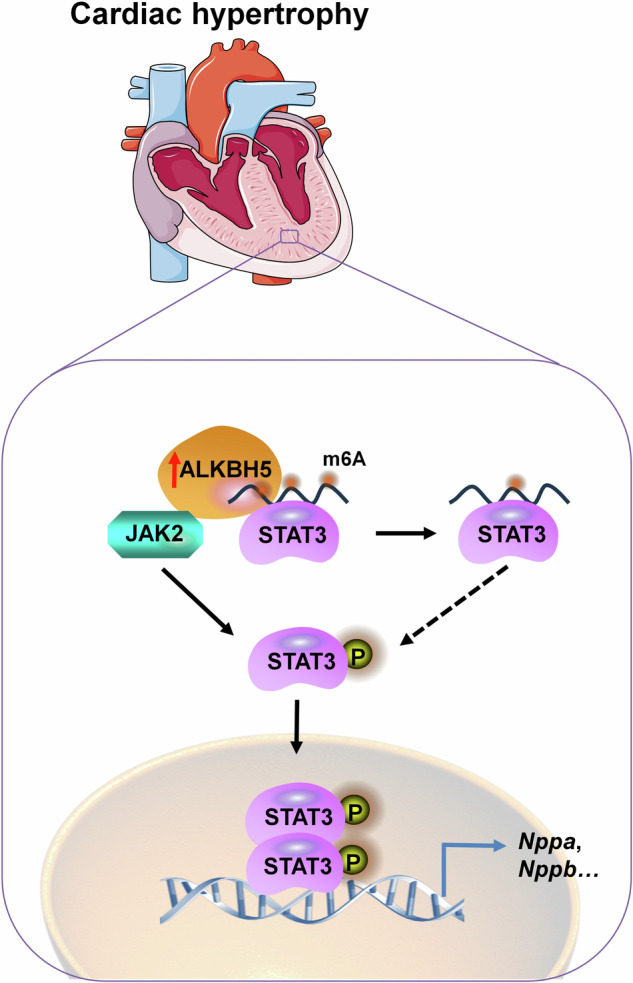 Cardiac hypertrophy
m6A
ALKBH5
JAK2
STAT3
STAT3
STAT3
P
STAT3
P
STAT3
P
Nppa,
Nppb...